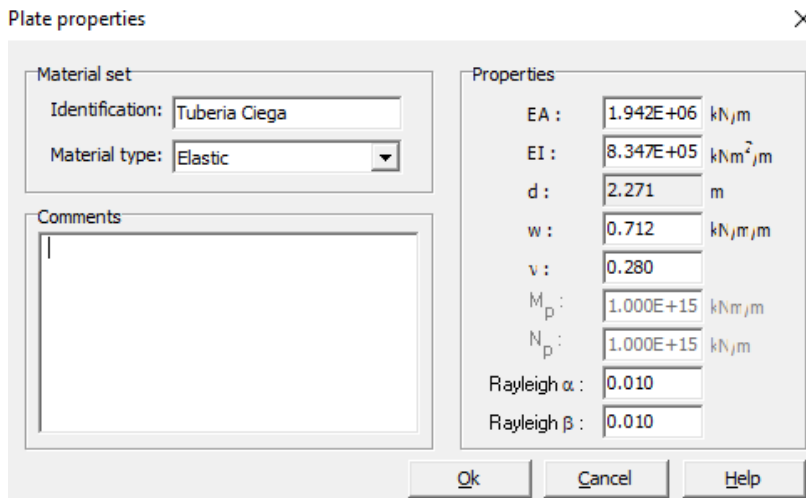 Plate properties
Material set
Identification: Tuberia Ciega
Material type: Elastic
Comments
Properties
EA : 1.942E+06 kN/m
EI : 8.347E+05 kNm²/m
d : 2.271 m
w : 0.712 kN/m/m
ν : 0.280
Mp : 1.000E+15 kNm/m
Np : 1.000E+15 kN/m
Rayleigh α : 0.010
Rayleigh β : 0.010
Ok Cancel Help